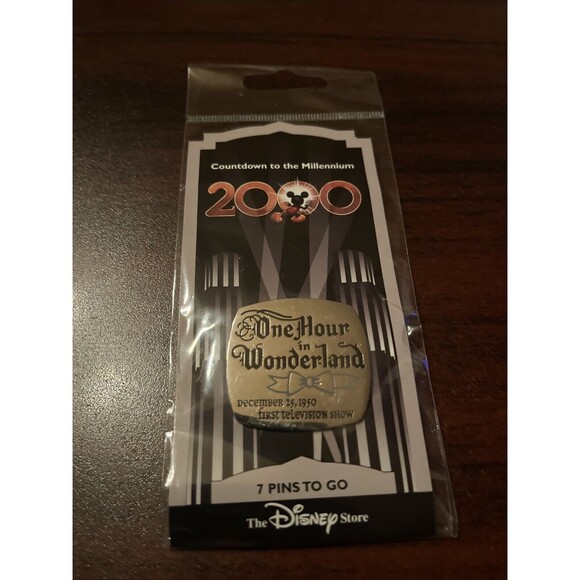 Countdown to the Millennium
2000
One Hour
in
Wonderland
December 25, 1950
First Television Show
7 PINS TO GO
The Disney Store